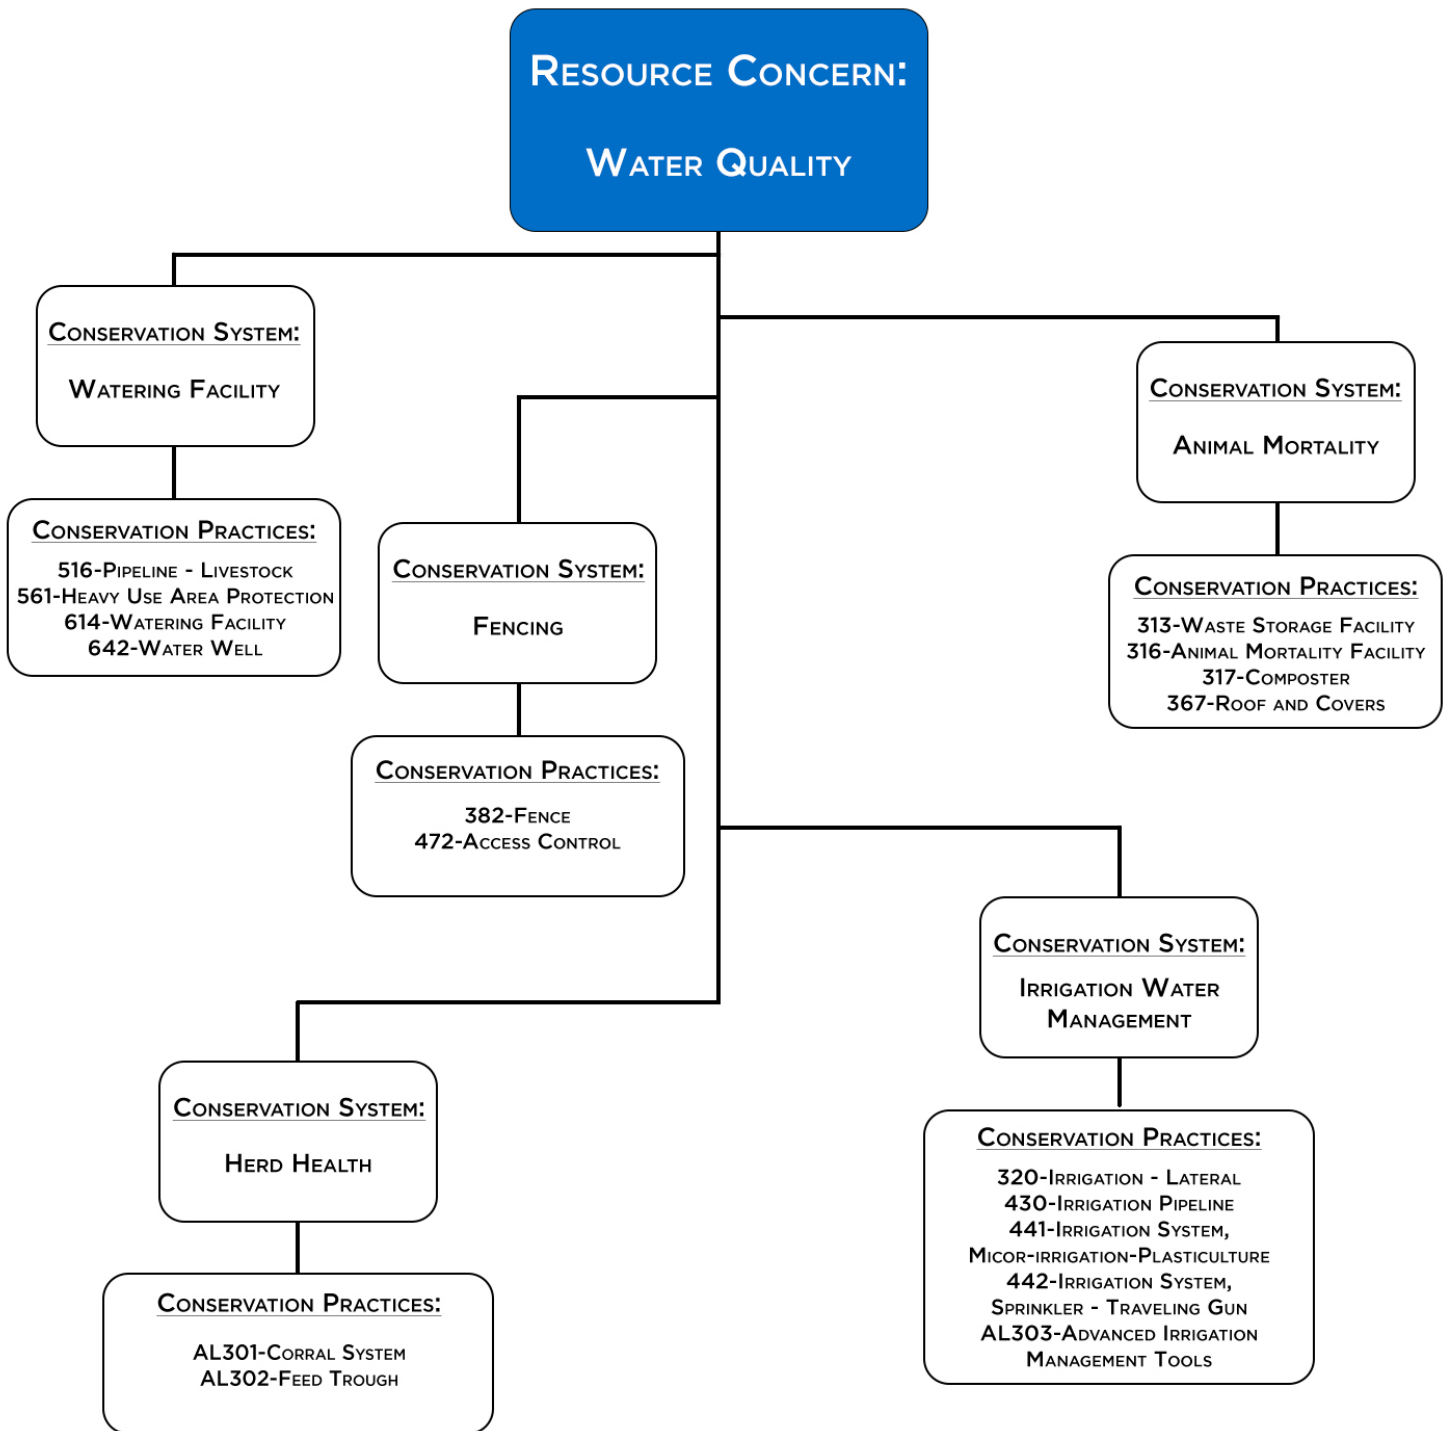 Resource Concern:
Water Quality
Conservation System:
Watering Facility
Conservation Practices:
516-Pipeline - Livestock
561-Heavy Use Area Protection
614-Watering Facility
642-Water Well
Conservation System:
Fencing
Conservation Practices:
382-Fence
472-Access Control
Conservation System:
Animal Mortality
Conservation Practices:
313-Waste Storage Facility
316-Animal Mortality Facility
317-Composter
367-Roof and Covers
Conservation System:
Irrigation Water
Management
Conservation Practices:
320-Irrigation - Lateral
430-Irrigation Pipeline
441-Irrigation System,
Micor-irrigation-Plasticulture
442-Irrigation System,
Sprinkler - Traveling Gun
AL303-Advanced Irrigation
Management Tools
Conservation System:
Herd Health
Conservation Practices:
AL301-Corral System
AL302-Feed Trough